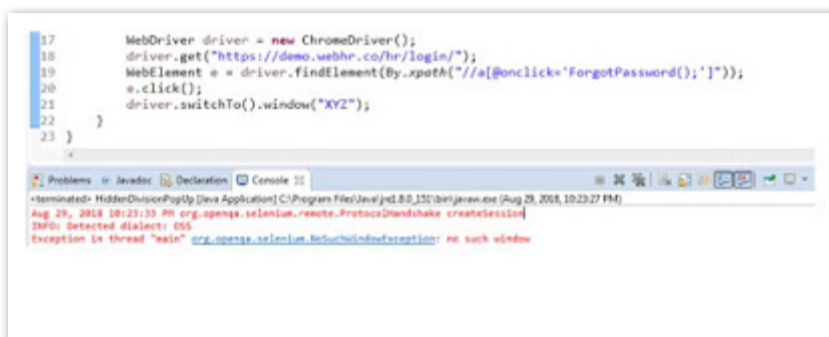 17 WebDriver driver = new ChromeDriver();
18 driver.get("https://demo.webhr.co/hr/login/");
19 WebElement e = driver.findElement(By.xpath("//a[@onclick='ForgotPassword();']"));
20 e.click();
21 driver.switchTo().window("XYZ");
22 }
23 }
Problems Javadoc Declaration Console
<terminated> HiddenDivisionPopUp [Java Application] C:\Program Files\Java\jre1.8.0_151\bin\javaw.exe (Aug 29, 2018, 10:23:27 PM)
Aug 29, 2018 10:23:33 PM org.openqa.selenium.remote.ProtocolHandshake createSession
INFO: Detected dialect: OSS
Exception in thread "main" org.openqa.selenium.NoSuchWindowException: no such window